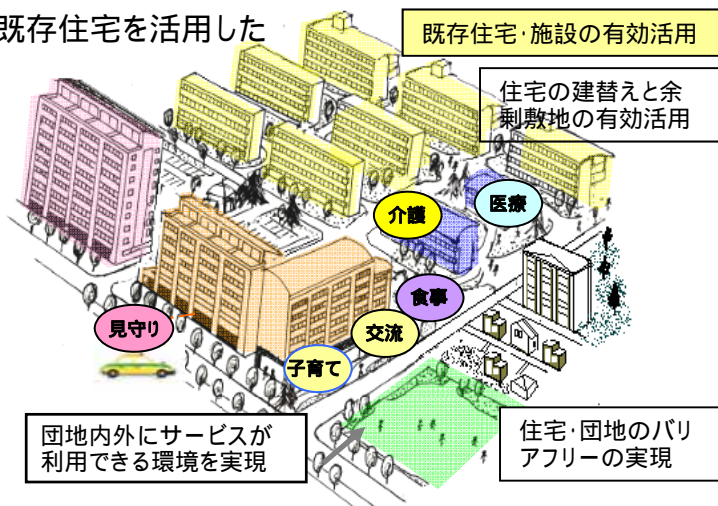 既存住宅を活用した
既存住宅・施設の有効活用
住宅の建替えと余
剰敷地の有効活用
介護
医療
食事
見守り
交流
子育て
団地内外にサービスが
利用できる環境を実現
住宅・団地のバリ
アフリーの実現